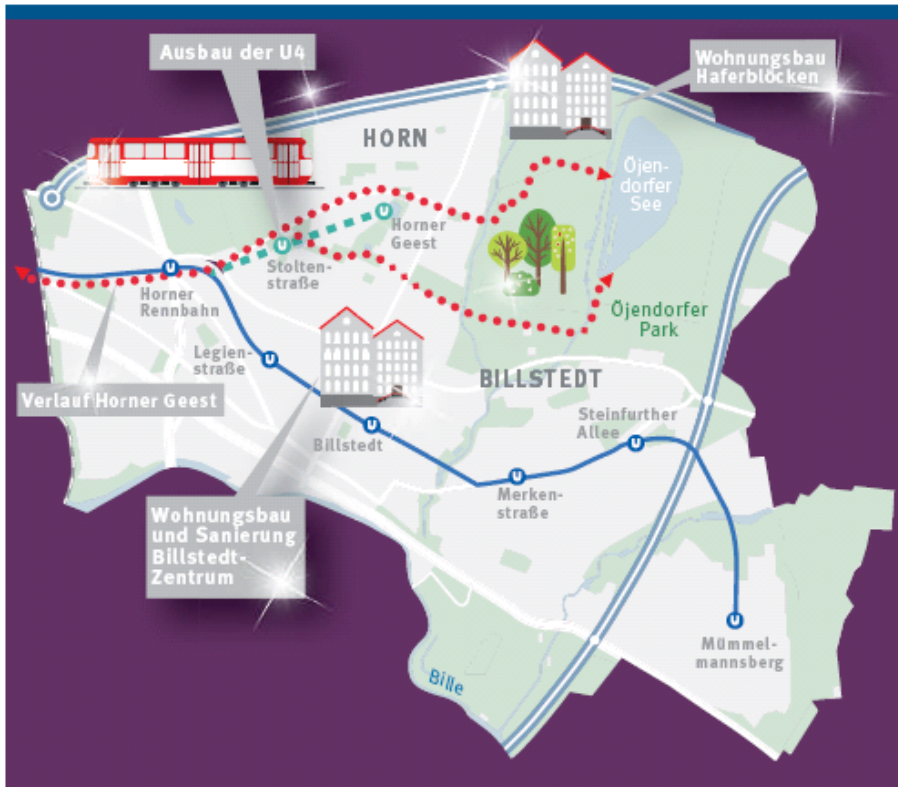 Ausbau der U4
Wohnungsbau
Haferblöcken
HORN
Öjen-
dorfer
See
U
Horner
Geest
U
Stolten-
straße
U
Horner
Rennbahn
Öjendorfer
Park
Legien-
straße
U
Verlauf Horner Geest
BILLSTEDT
U
Billstedt
Steinfurther
Allee
U
U
Merken-
straße
Wohnungsbau
und Sanierung
Billstedt-
Zentrum
U
Mümmel-
mannsberg
Bille